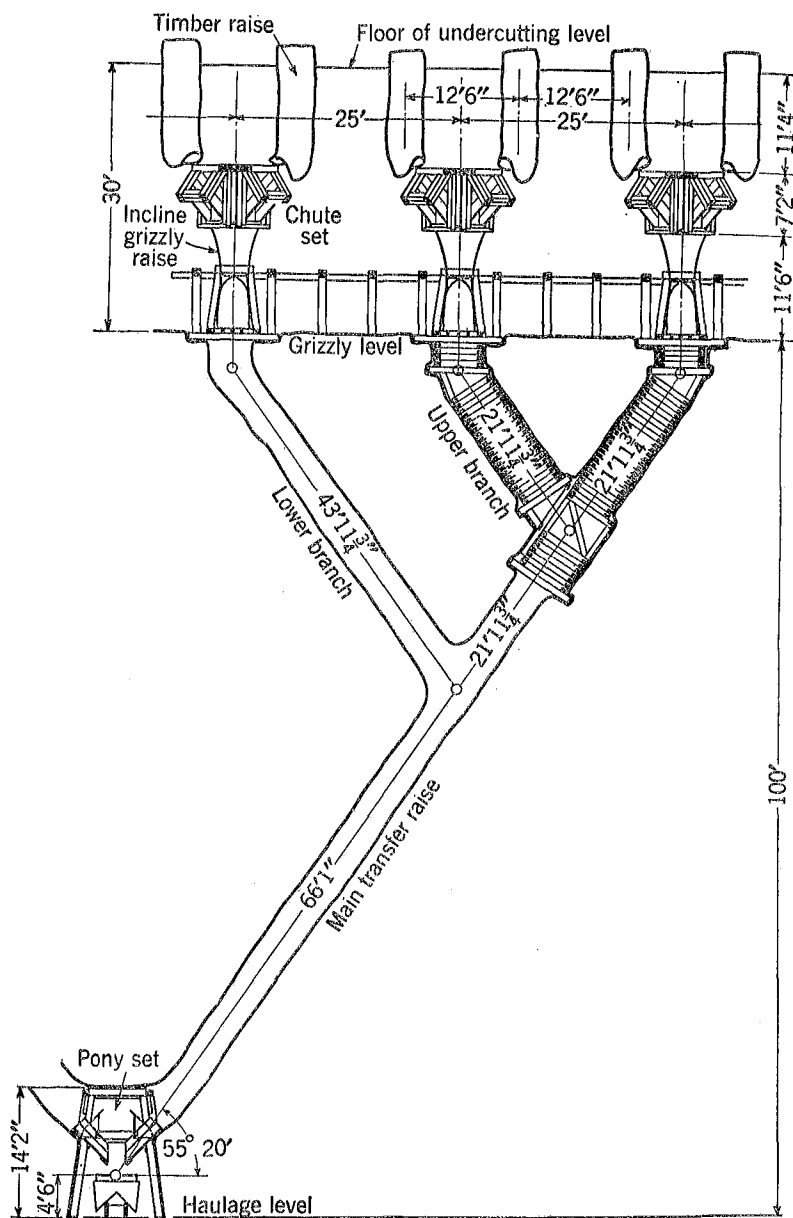 Timber raise
Floor of undercutting level
12'6"
12'6"
25'
25'
11'4"
30'
7'2"
Incline
grizzly
raise
Chute
set
11'6"
Grizzly level
Upper branch
21'11¾"
21'11¾"
Lower branch
43'11¾"
21'11¾"
100'
66'1"
Main transfer raise
Pony set
14'2"
55° 20'
4'6"
Haulage level